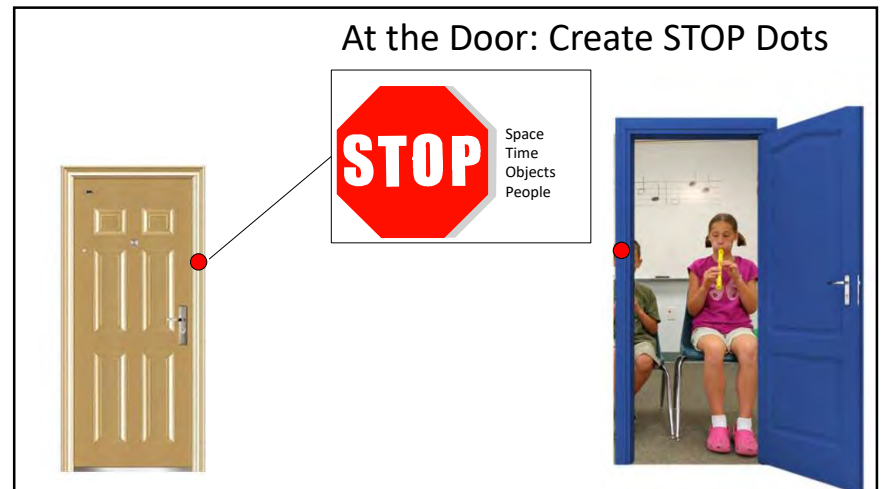 At the Door: Create STOP Dots
STOP
Space
Time
Objects
People